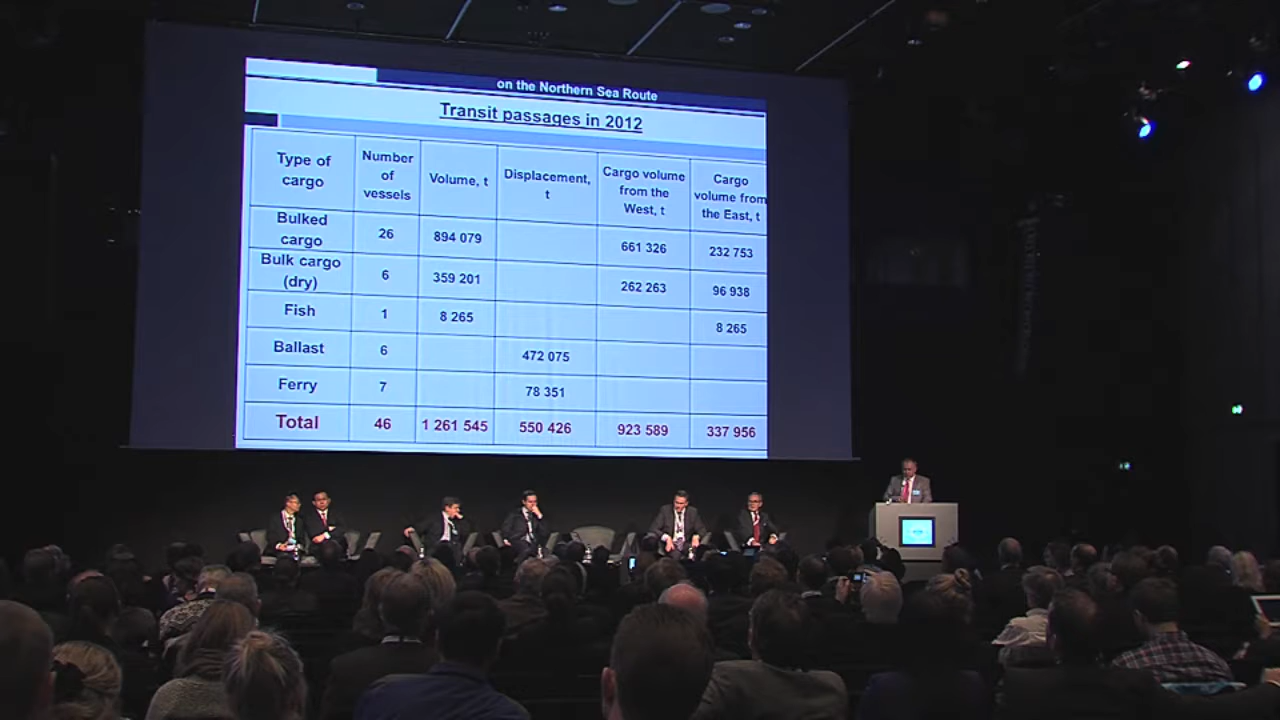 on the Northern Sea Route
Transit passages in 2012
Type of cargo | Number of vessels | Volume, t | Displacement, t | Cargo volume from the West, t | Cargo volume from the East, t
Bulked cargo | 26 | 894 079 | | 661 326 | 232 753
Bulk cargo (dry) | 6 | 359 201 | | 262 263 | 96 938
Fish | 1 | 8 265 | | | 8 265
Ballast | 6 | | 472 075 | |
Ferry | 7 | | 78 351 | |
Total | 46 | 1 261 545 | 550 426 | 923 589 | 337 956